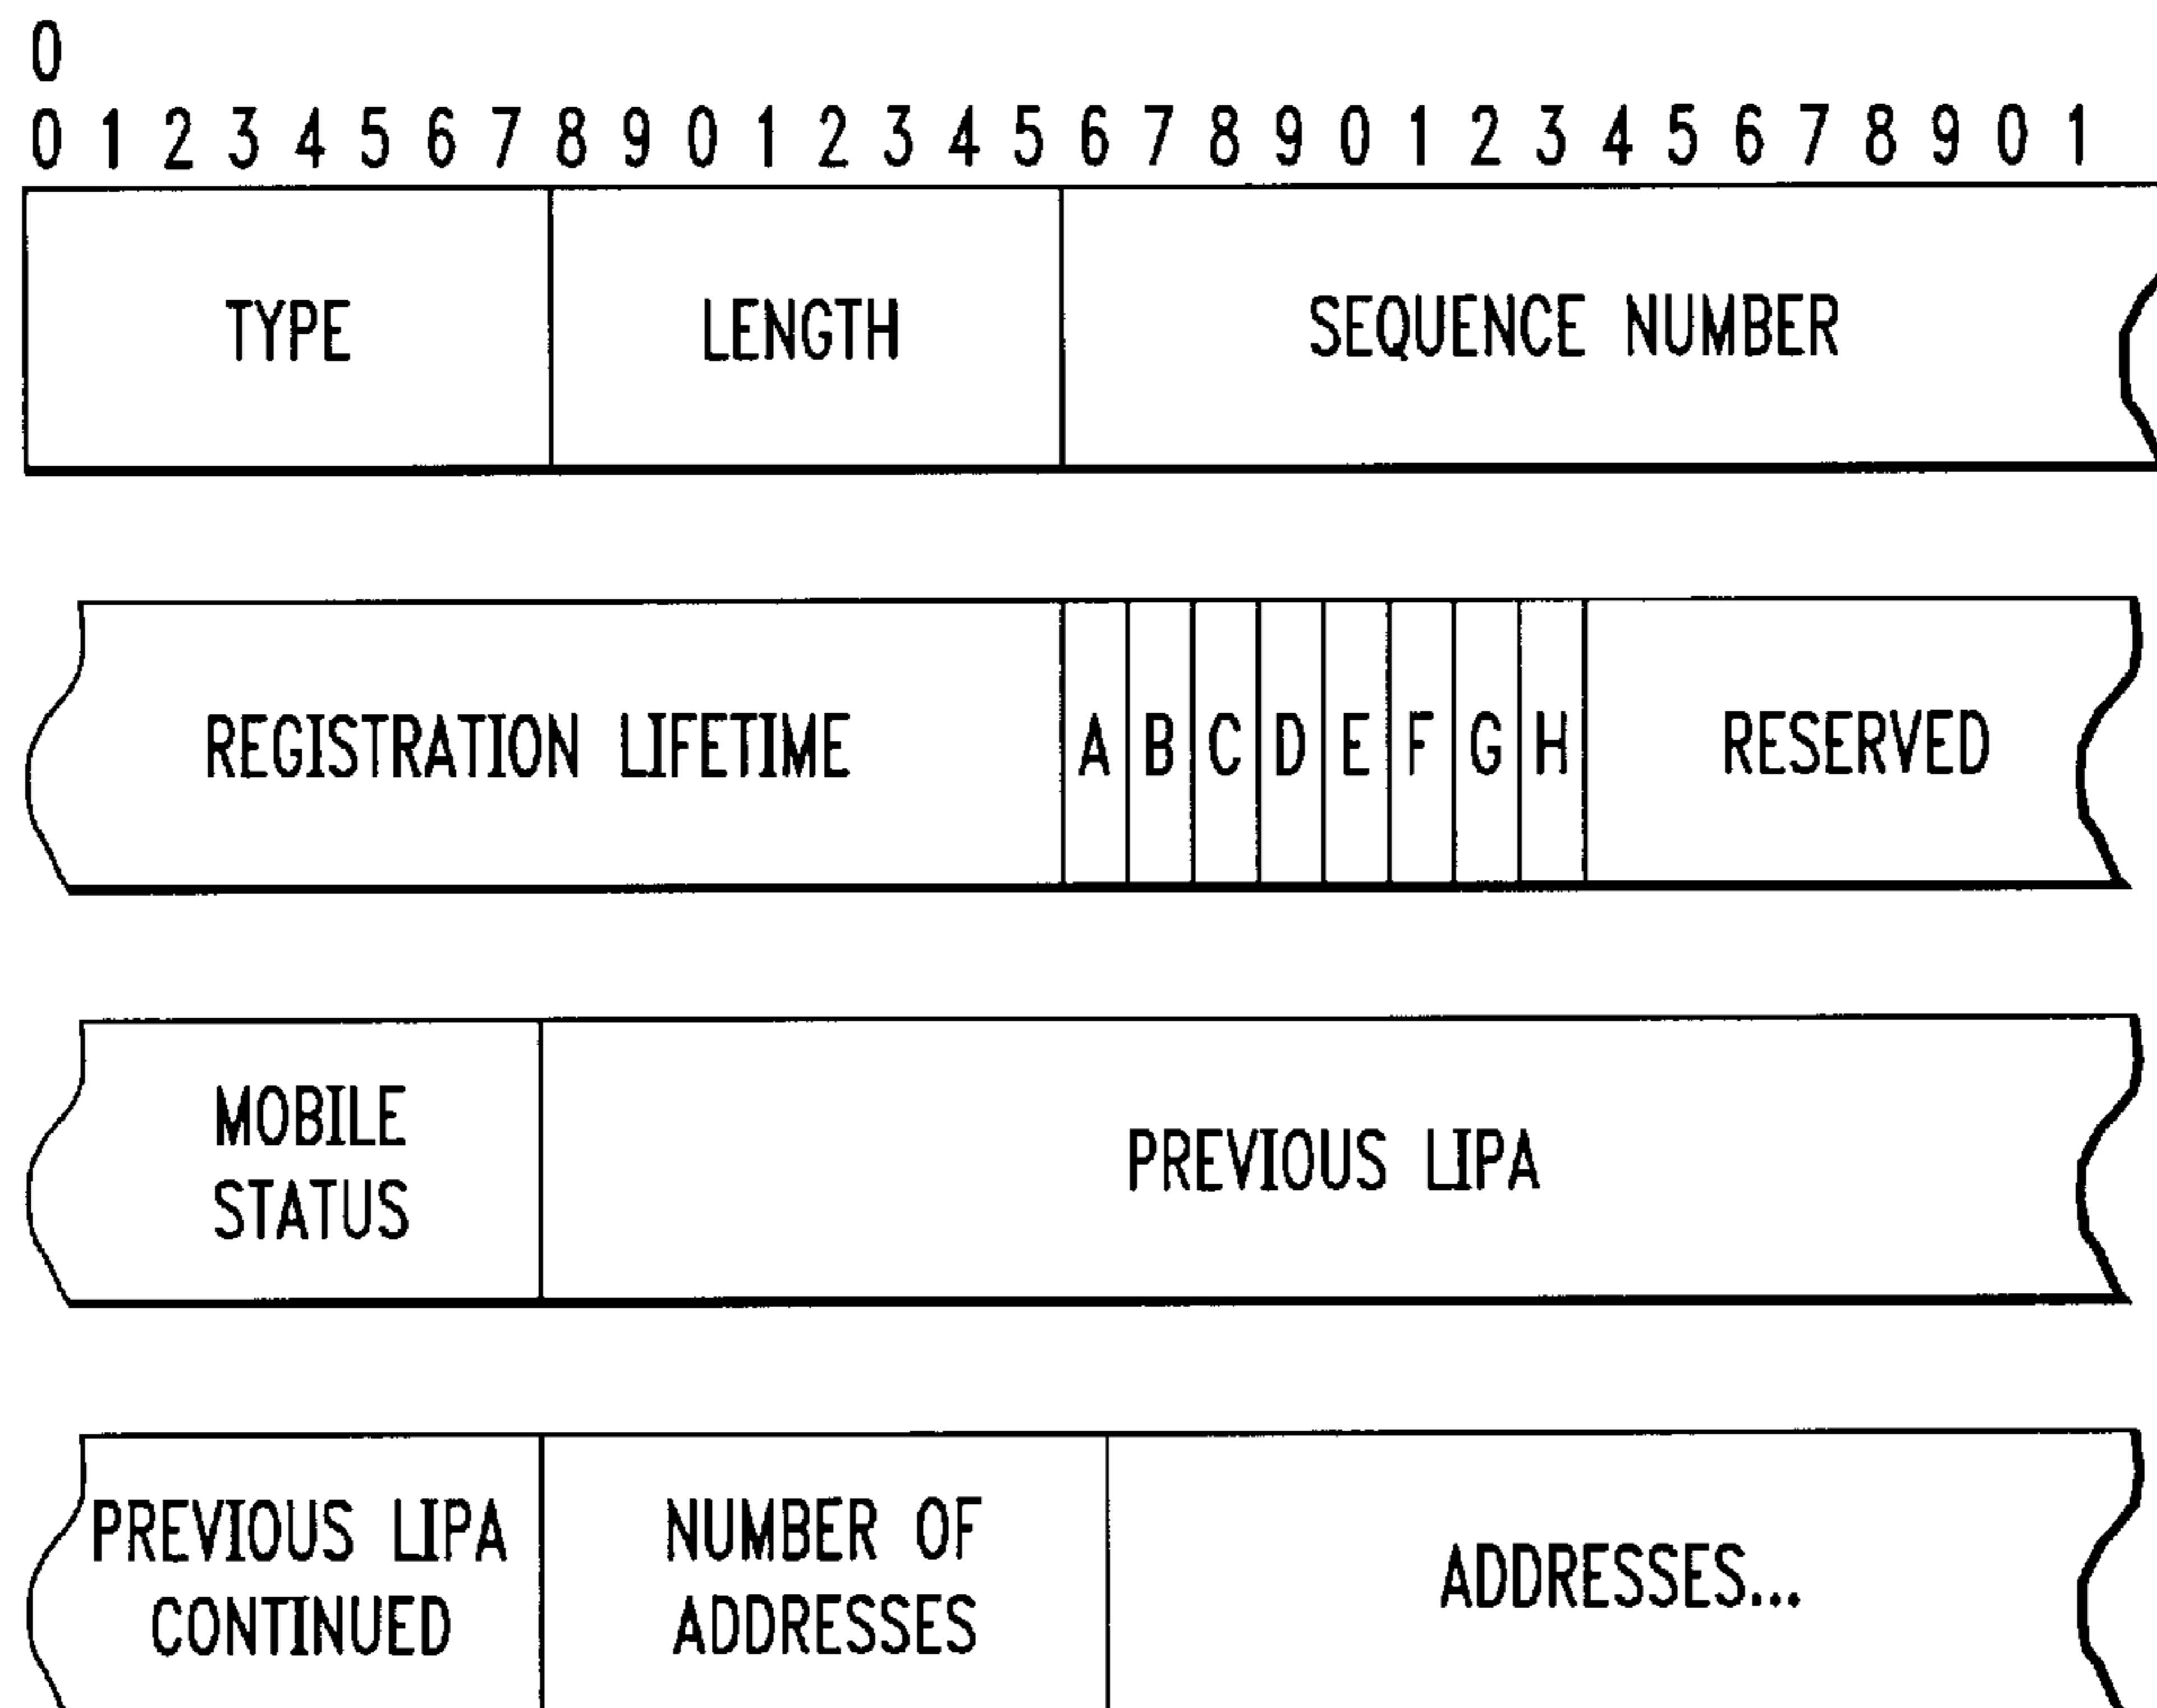 0
0 1 2 3 4 5 6 7 8 9 0 1 2 3 4 5 6 7 8 9 0 1 2 3 4 5 6 7 8 9 0 1
TYPE LENGTH SEQUENCE NUMBER
REGISTRATION LIFETIME A B C D E F G H RESERVED
MOBILE
STATUS
PREVIOUS LIPA
PREVIOUS LIPA
CONTINUED
NUMBER OF
ADDRESSES
ADDRESSES...